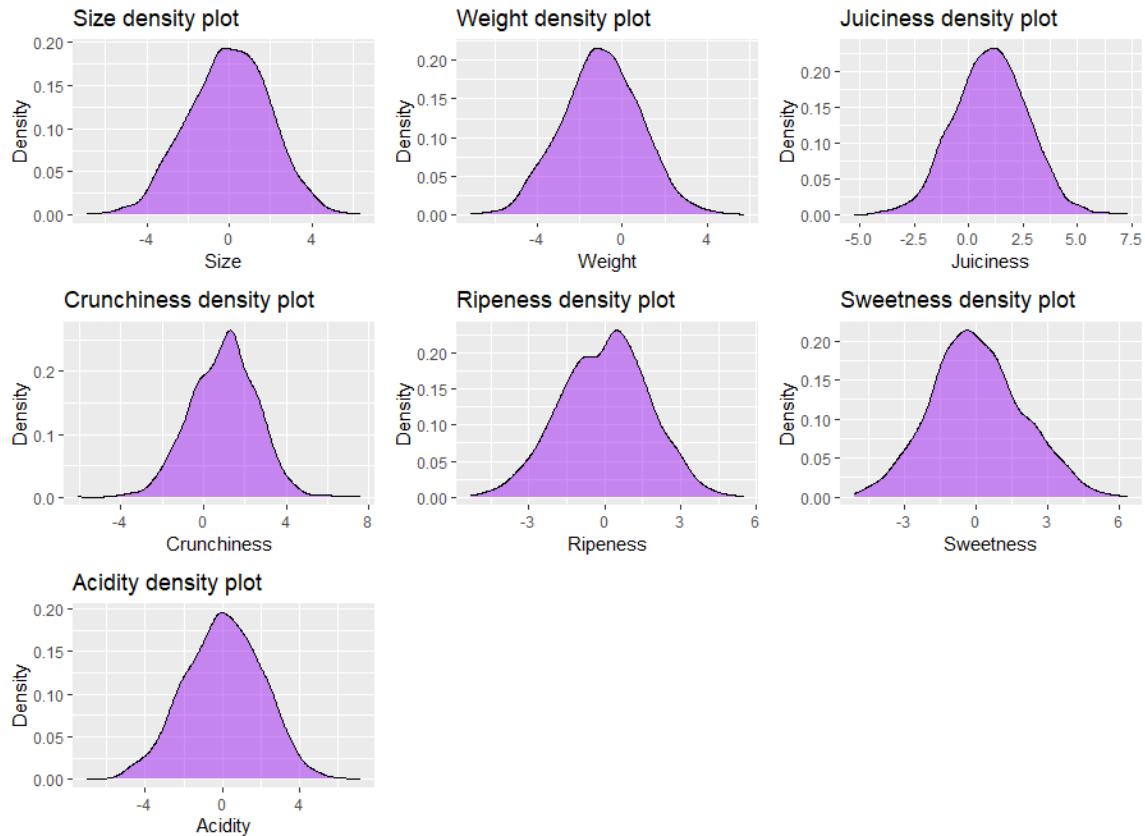 Size density plot
0.20
0.15
0.10
0.05
0.00
Density
-4 0 4
Size
Weight density plot
0.20
0.15
0.10
0.05
0.00
Density
-4 0 4
Weight
Juiciness density plot
0.20
0.15
0.10
0.05
0.00
Density
-5.0 -2.5 0.0 2.5 5.0 7.5
Juiciness
Crunchiness density plot
0.2
0.1
0.0
Density
-4 0 4 8
Crunchiness
Ripeness density plot
0.20
0.15
0.10
0.05
0.00
Density
-3 0 3 6
Ripeness
Sweetness density plot
0.20
0.15
0.10
0.05
0.00
Density
-3 0 3 6
Sweetness
Acidity density plot
0.20
0.15
0.10
0.05
0.00
Density
-4 0 4
Acidity